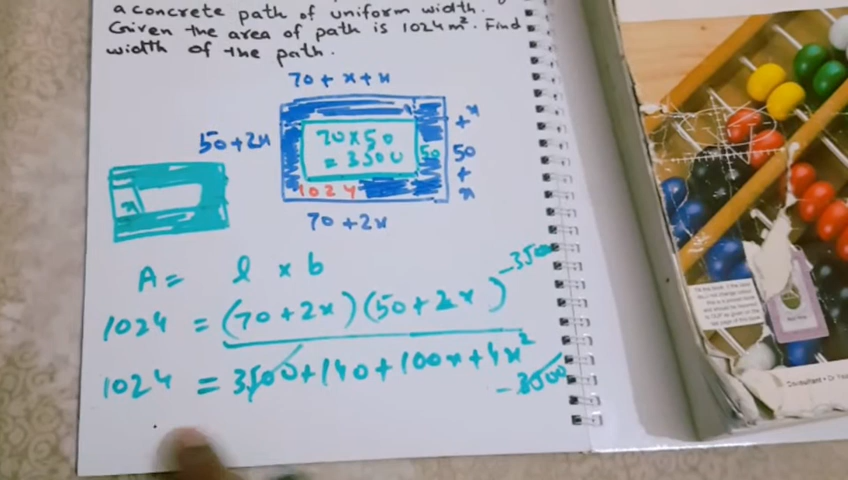 a concrete path of uniform width.
Given the area of path is 1024 m². Find
width of the path.
70 + x + x
50+2x
70 x 50
= 3500
50
+ x
50
+
x
1024
x
70 + 2x
A = l x b
1024 = (70 + 2x) (50 + 2x) - 3500
1024 = 3500 + 140 + 100x + 4x² - 3500